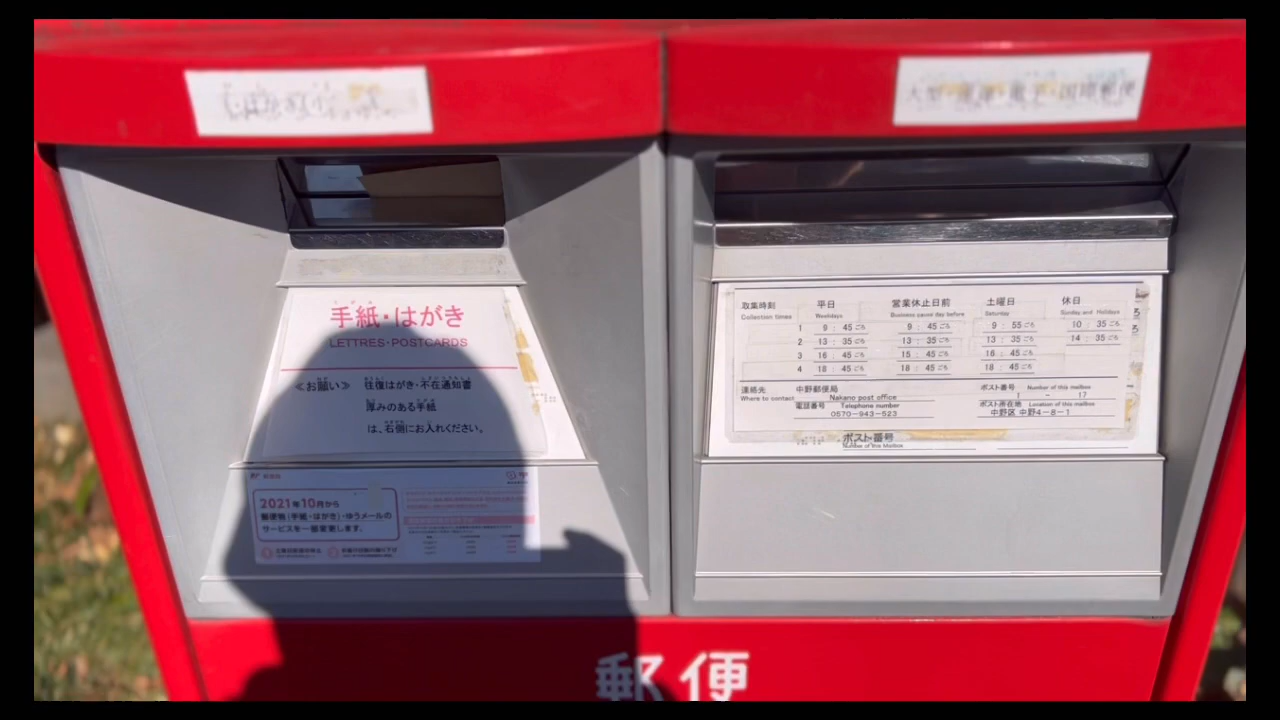 大型・速達・電子・国際郵便
手紙・はがき
LETTRES・POSTCARDS
≪お願い≫ 往復はがき・不在通知書
厚みのある手紙
は、右側にお入れください。
2021年10月から
郵便物(手紙・はがき)・ゆうメールの
サービスを一部変更します。
取集時刻 平日 営業休止日前 土曜日 休日
Collection times Weekdays Business cause day before Saturday Sunday and Holidays
1 9：45ごろ 9：45ごろ 9：55ごろ 10：35ごろ
2 13：35ごろ 13：35ごろ 13：35ごろ 14：35ごろ
3 16：45ごろ 15：45ごろ 16：45ごろ
4 18：45ごろ 18：45ごろ 18：45ごろ
連絡先 中野郵便局 ポスト番号 Number of this mailbox
Where to contact Nakano post office 1 － 17
電話番号 Telephone number ポスト所在地 Location of this mailbox
0570-943-523 中野区 中野4-8-1
ポスト番号
Number of this Mailbox
郵便